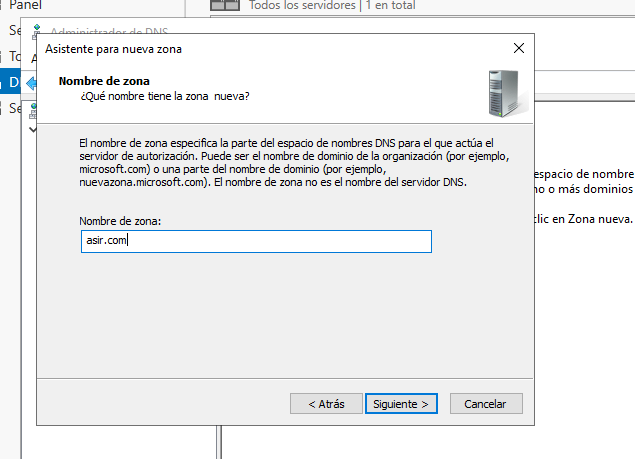 Panel
Todos los servidores | 1 en total
Se
Administrador de DNS
Asistente para nueva zona
A
To
D
Se
Nombre de zona
¿Qué nombre tiene la zona nueva?
El nombre de zona especifica la parte del espacio de nombres DNS para el que actúa el
servidor de autorización. Puede ser el nombre de dominio de la organización (por ejemplo,
microsoft.com) o una parte del nombre de dominio (por ejemplo,
nuevazona.microsoft.com). El nombre de zona no es el nombre del servidor DNS.
espacio de nombre
no o más dominios
clic en Zona nueva.
Nombre de zona:
asir.com
< Atrás
Siguiente >
Cancelar